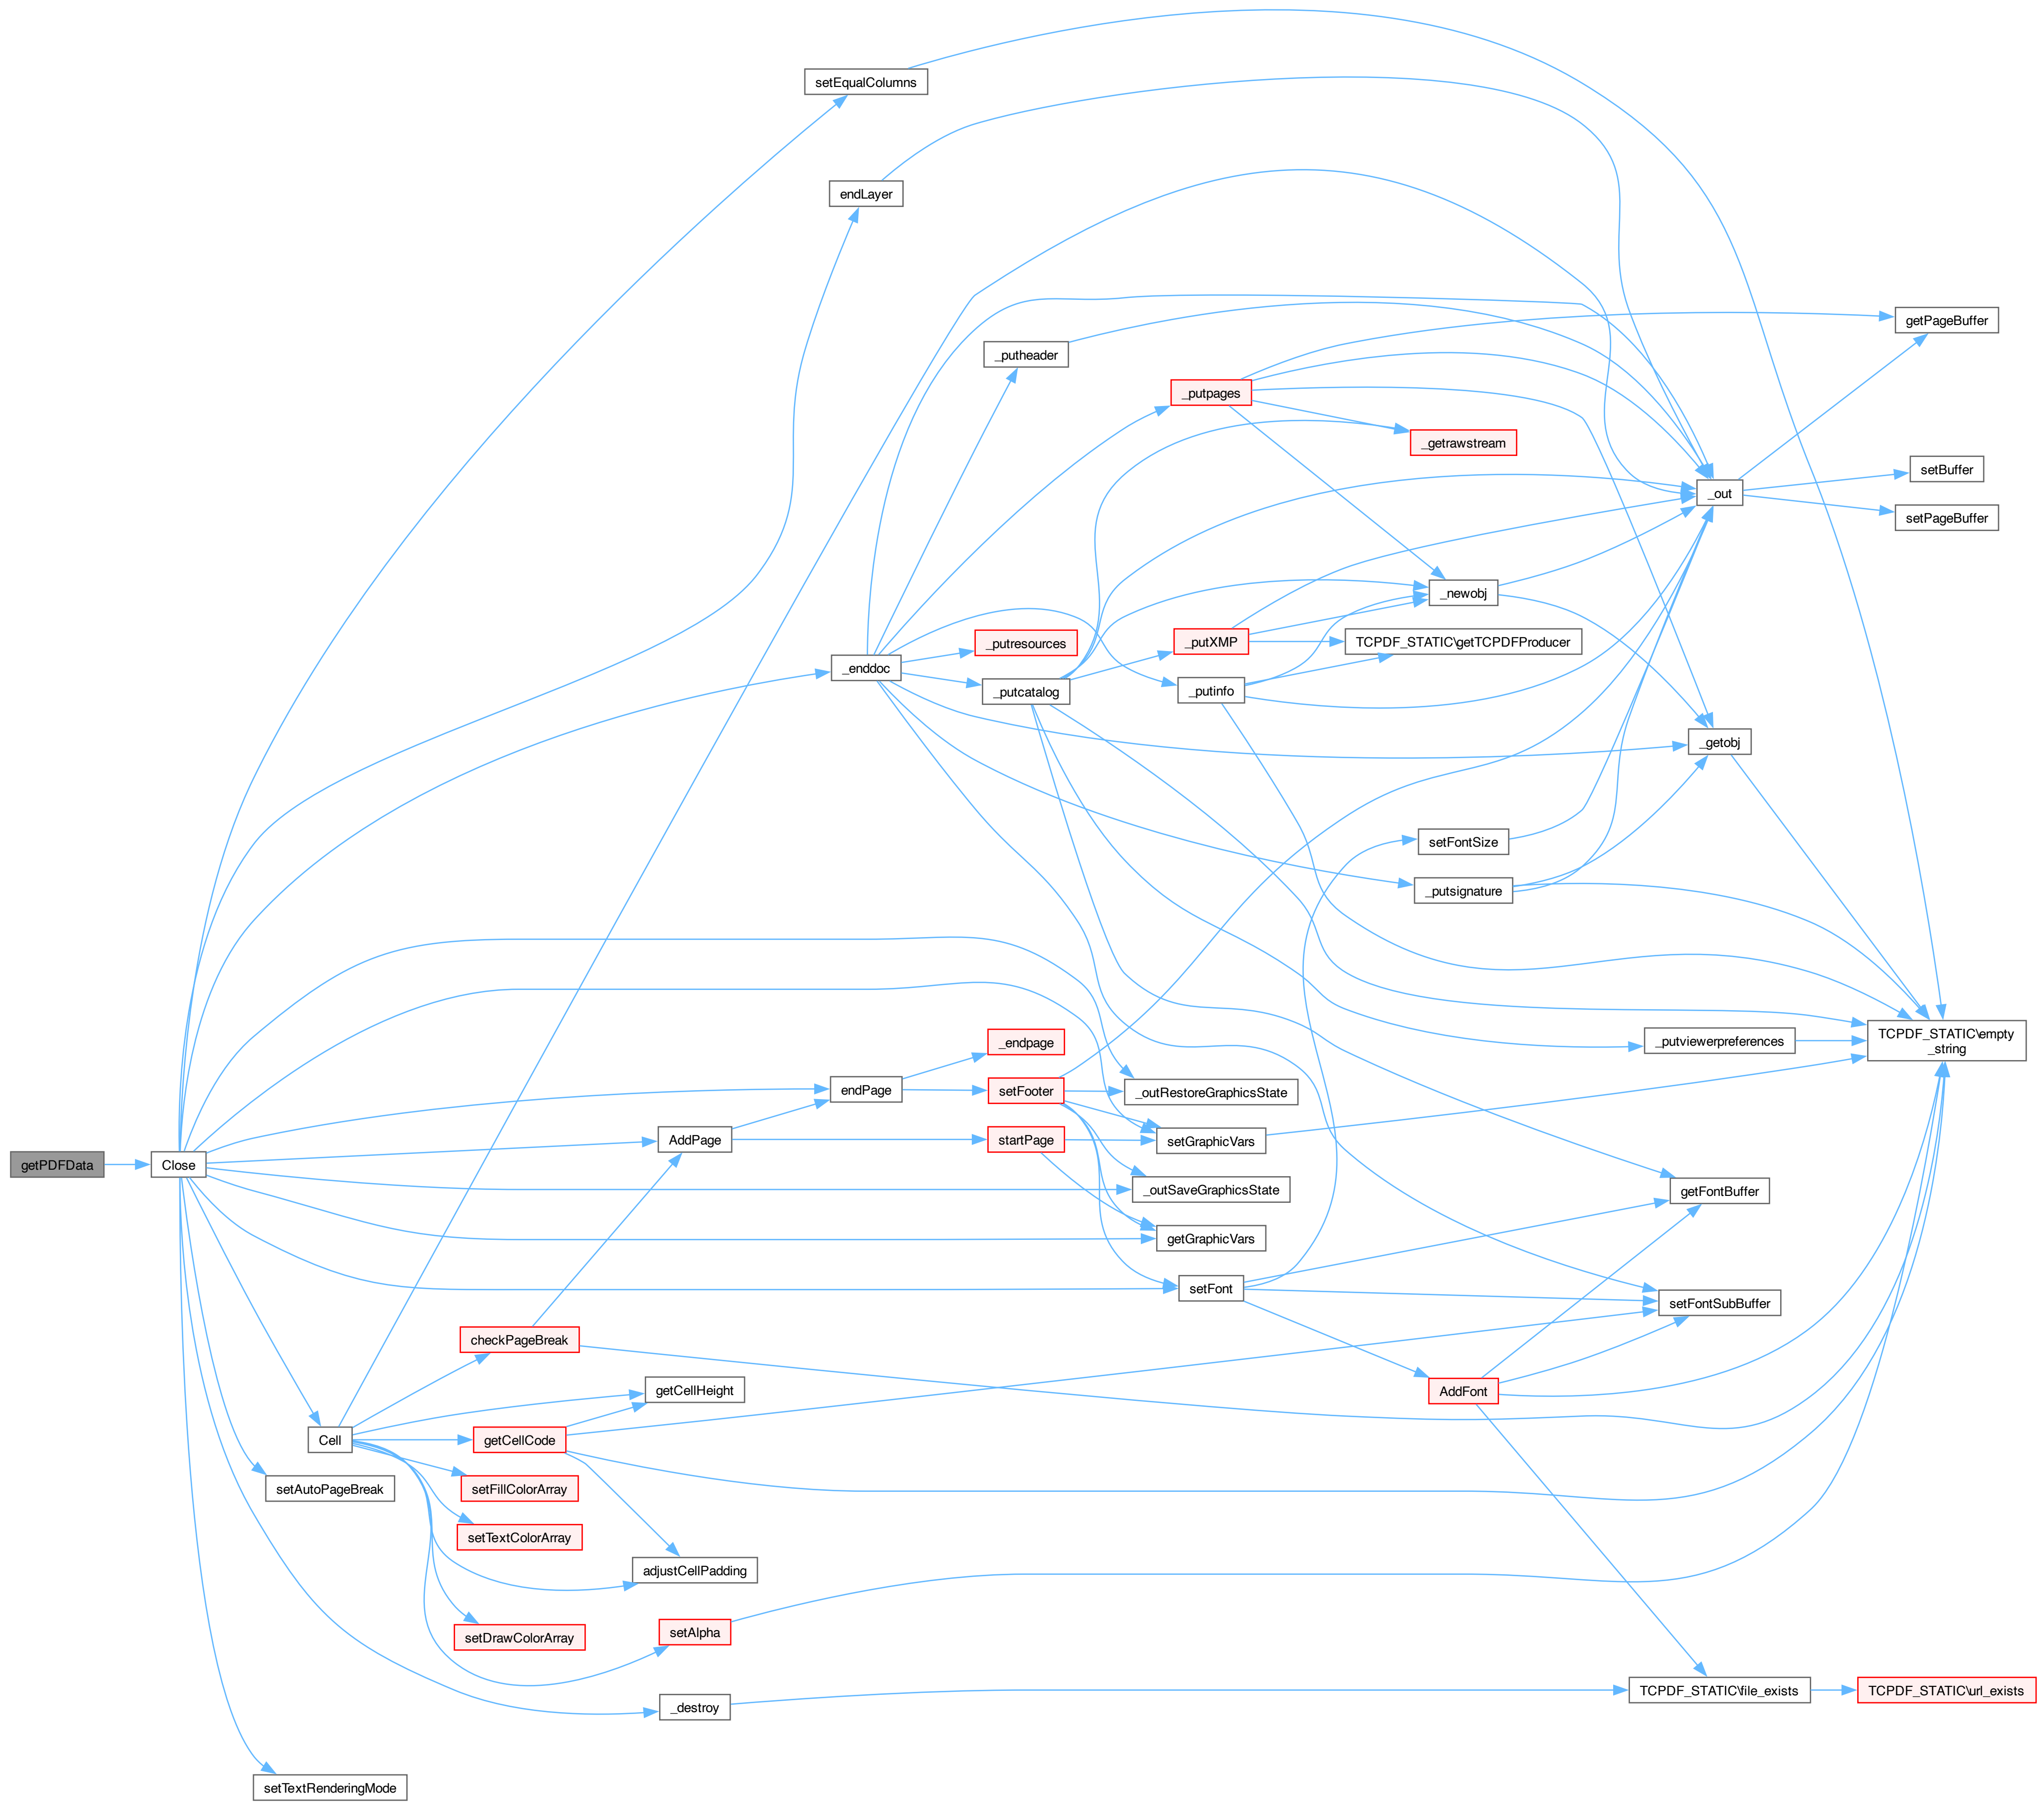 setEqualColumns
endLayer
getPageBuffer
_putheader
_putpages
_getrawstream
setBuffer
_out
setPageBuffer
_newobj
_putresources
_putXMP
TCPDF_STATIC\getTCPDFProducer
_enddoc
_putcatalog
_putinfo
_getobj
setFontSize
_putsignature
_endpage
TCPDF_STATIC\empty
_string
_putviewerpreferences
endPage
setFooter
_outRestoreGraphicsState
AddPage
startPage
setGraphicVars
getPDFData
Close
_outSaveGraphicsState
getFontBuffer
getGraphicVars
setFont
setFontSubBuffer
checkPageBreak
getCellHeight
AddFont
Cell
getCellCode
setAutoPageBreak
setFillColorArray
setTextColorArray
adjustCellPadding
setDrawColorArray
setAlpha
TCPDF_STATIC\file_exists
TCPDF_STATIC\url_exists
_destroy
setTextRenderingMode